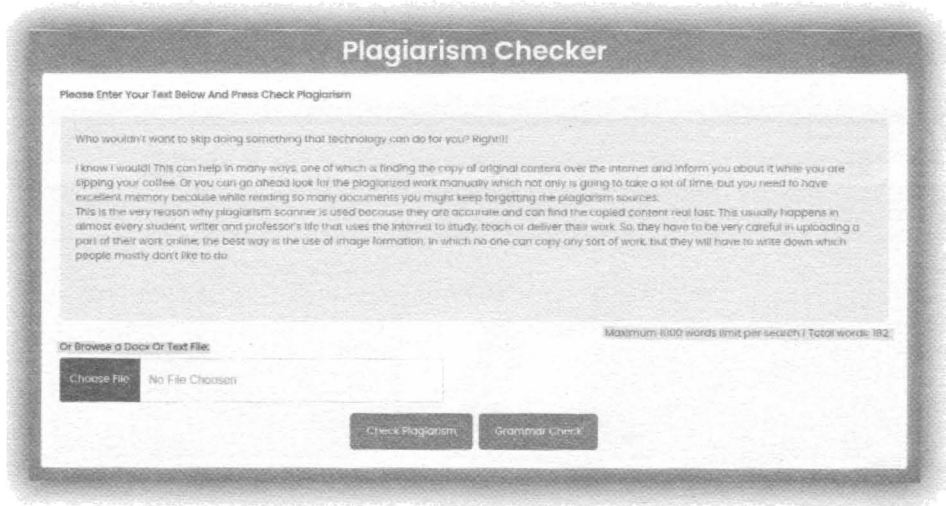 Plagiarism Checker
Please Enter Your Text Below And Press Check Plagiarism
Who wouldn't want to skip doing something that technology can do for you? Right!!!
I know I would! This can help in many ways, one of which is finding the copy of original content over the internet and inform you about it while you are
sipping your coffee. Or you can go ahead look for the plagiarized work manually which not only is going to take a lot of time, but you need to have
excellent memory because while reading so many documents you might keep forgetting the plagiarism sources.
This is the very reason why plagiarism scanner is used because they are accurate and can find the copied content real fast. This usually happens in
almost every student, writer and professor's life that uses the internet to study, teach or deliver their work. So, they have to be very careful in uploading a
part of their work online; the best way is the use of image formation, in which no one can copy any sort of work, but they will have to write down which
people mostly don't like to do.
Maximum 1000 words limit per search | Total words: 182
Or Browse a Docx Or Text File:
Choose File
No File Choosen
Check Plagiarism
Grammar Check